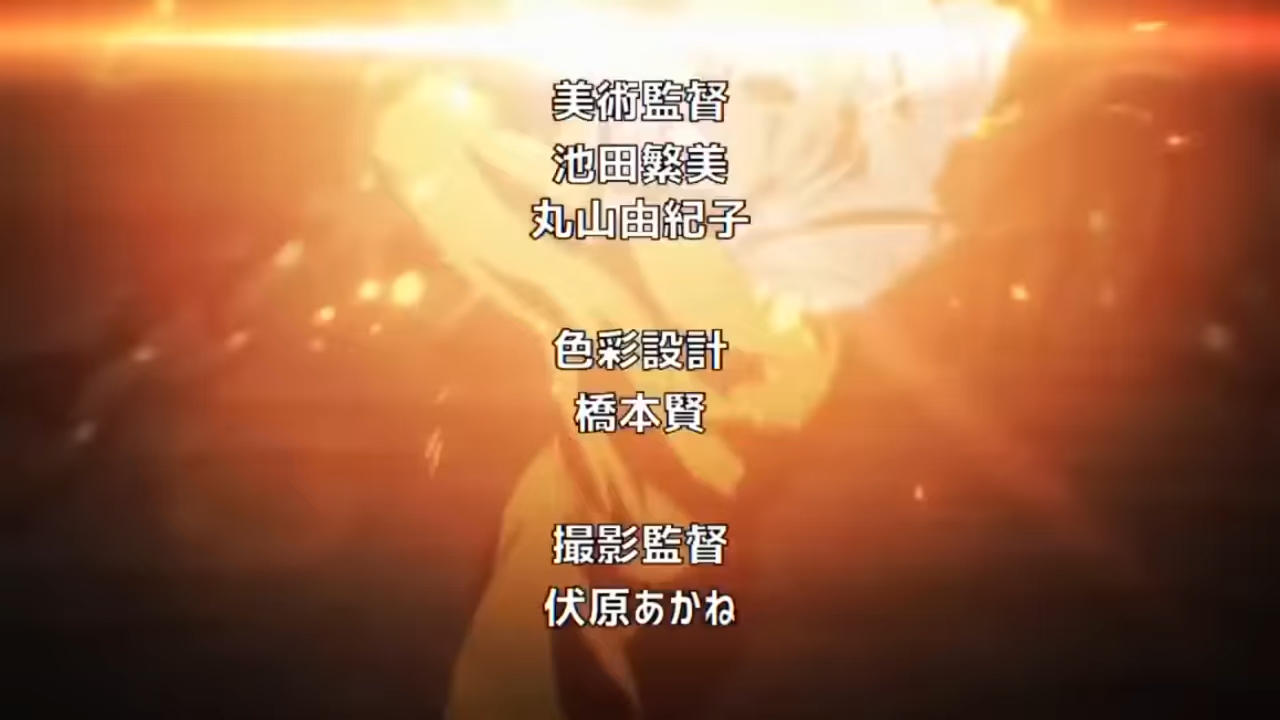 美術監督
池田繁美
丸山由紀子
色彩設計
橋本賢
撮影監督
伏原あかね